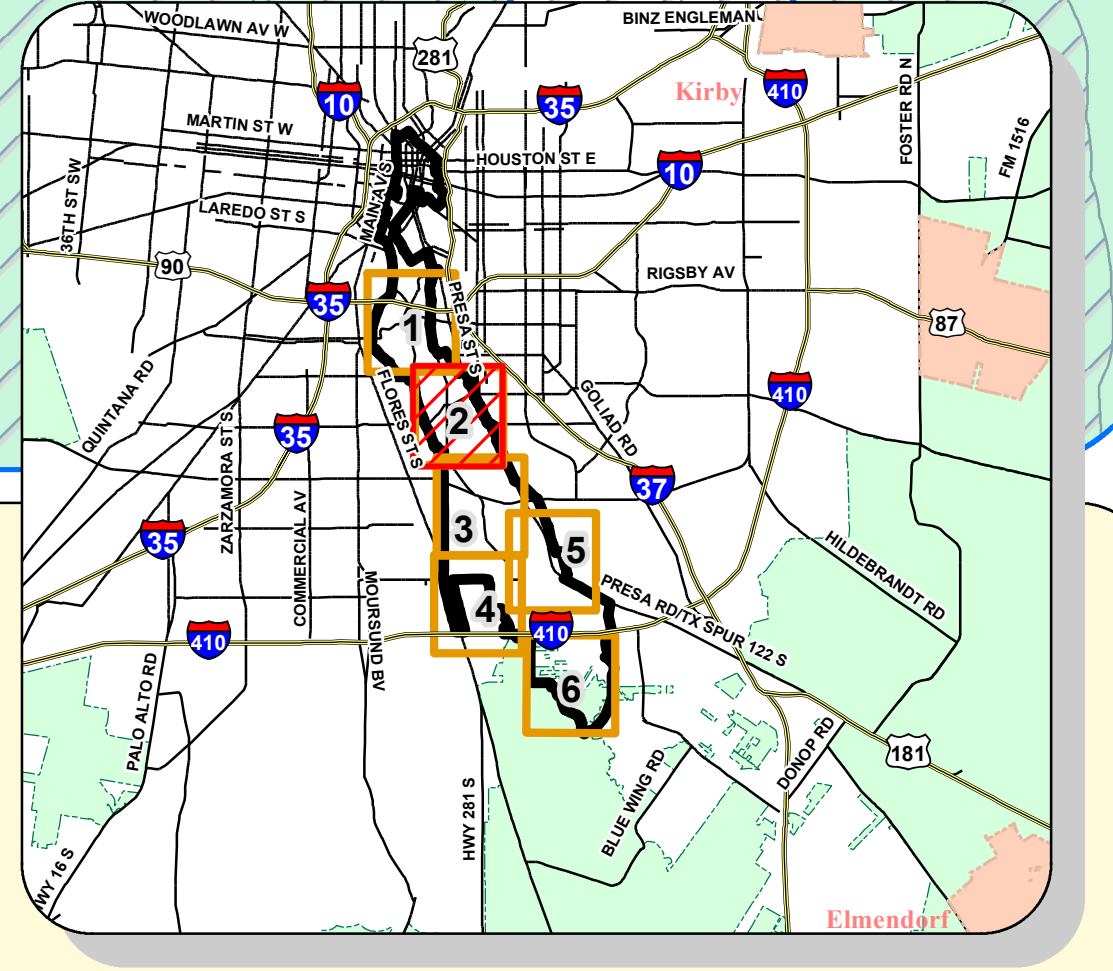 WOODLAWN AV W
BINZ ENGLEMAN
281
FOSTER RD N
10
35
Kirby
410
MARTIN ST W
FM 1516
HOUSTON ST E
10
36TH ST SW
MAIN AV S
LAREDO ST S
90
RIGSBY AV
35
PRESA ST S
1
87
QUINTANA RD
FLORES ST S
GOLIAD RD
410
2
35
ZARZAMORA ST S
37
COMMERCIAL AV
3
35
5
HILDEBRANDT RD
MOURSUND BV
PRESA RD/TX SPUR 122 S
4
410
410
PALO ALTO RD
6
DONOP RD
181
HWY 281 S
BLUE WING RD
WY 16 S
Elmendorf